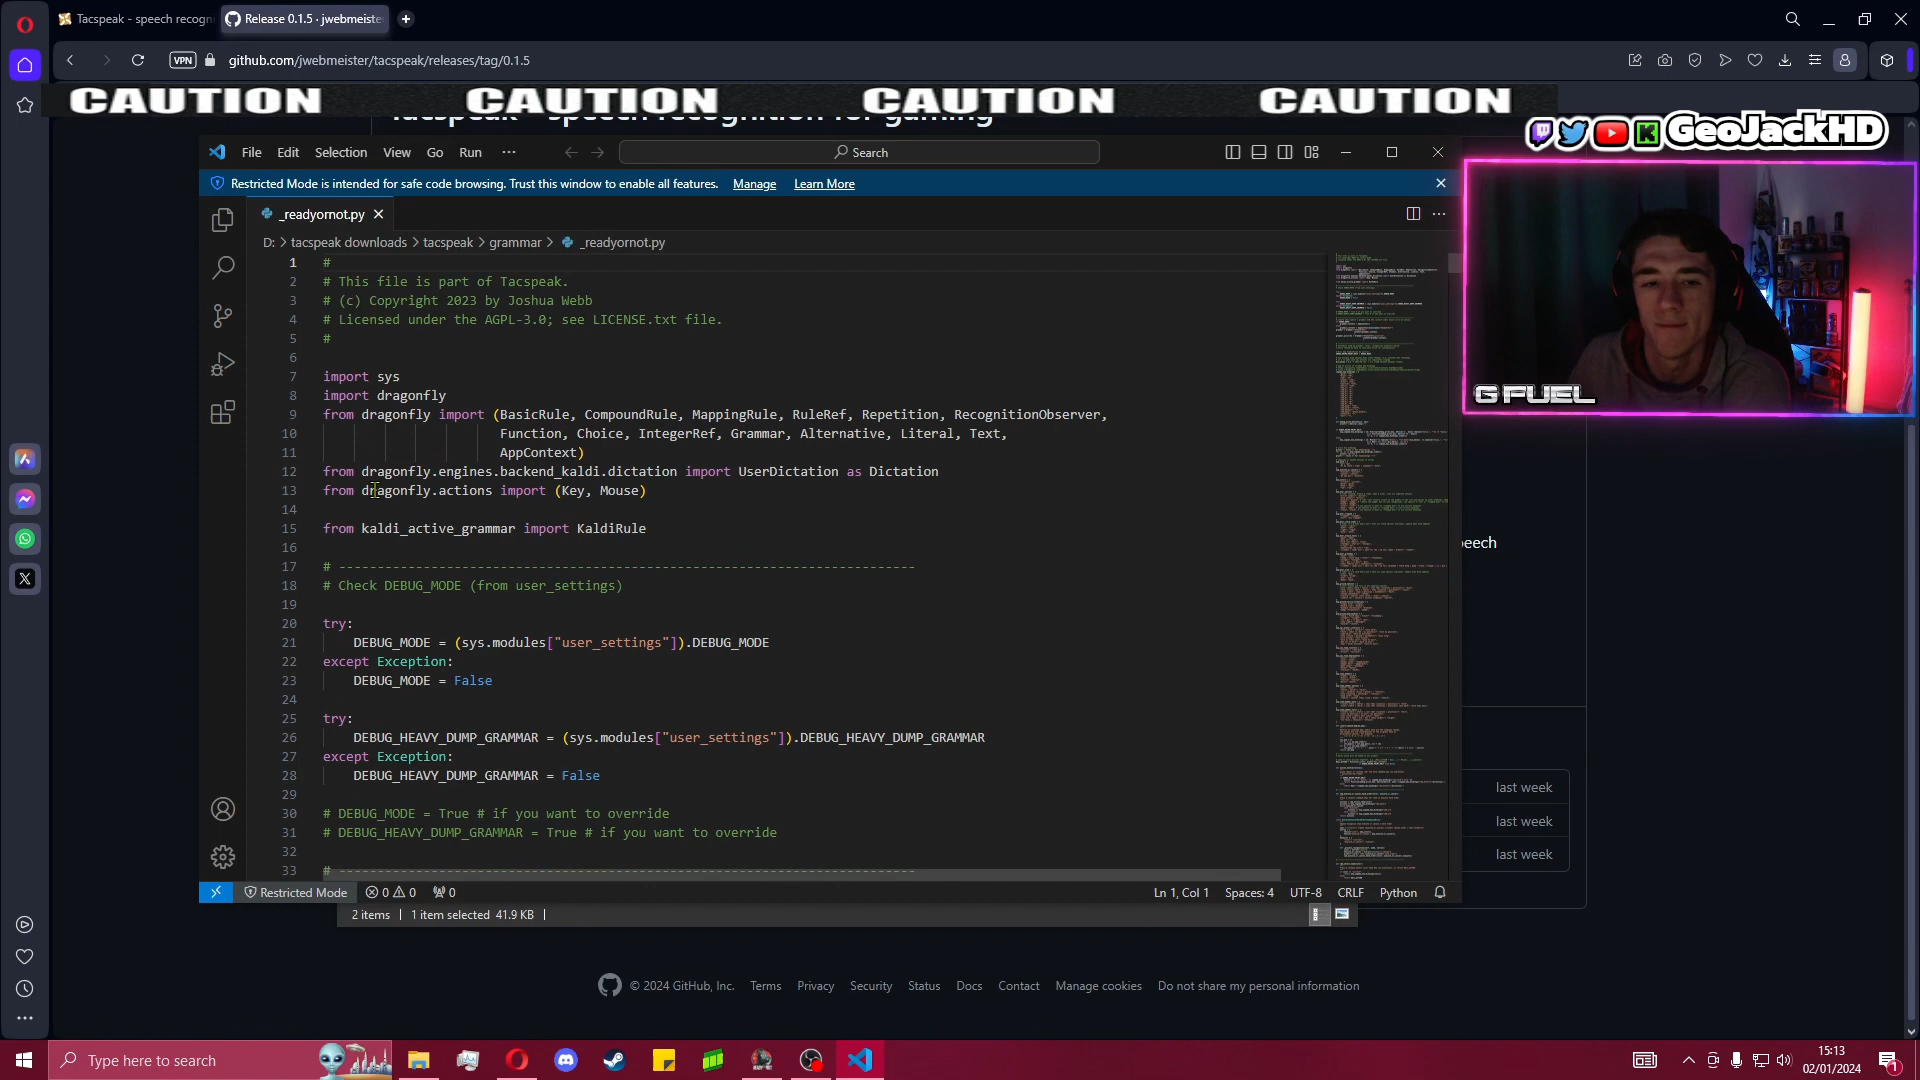 Tacspeak - speech recogn
Release 0.1.5 · jwebmeiste
VPN
github.com/jwebmeister/tacspeak/releases/tag/0.1.5
CAUTION CAUTION CAUTION CAUTION
Tacspeak - speech recognition for gaming
GeoJackHD
File Edit Selection View Go Run
Search
Restricted Mode is intended for safe code browsing. Trust this window to enable all features. Manage Learn More
_readyornot.py
D: > tacspeak downloads > tacspeak > grammar > _readyornot.py
1 #
2 # This file is part of Tacspeak.
3 # (c) Copyright 2023 by Joshua Webb
4 # Licensed under the AGPL-3.0; see LICENSE.txt file.
5 #
6
7 import sys
8 import dragonfly
9 from dragonfly import (BasicRule, CompoundRule, MappingRule, RuleRef, Repetition, RecognitionObserver,
10 Function, Choice, IntegerRef, Grammar, Alternative, Literal, Text,
11 AppContext)
12 from dragonfly.engines.backend_kaldi.dictation import UserDictation as Dictation
13 from dragonfly.actions import (Key, Mouse)
14
15 from kaldi_active_grammar import KaldiRule
16
17 # ---------------------------------------------------------------------------
18 # Check DEBUG_MODE (from user_settings)
19
20 try:
21 DEBUG_MODE = (sys.modules["user_settings"]).DEBUG_MODE
22 except Exception:
23 DEBUG_MODE = False
24
25 try:
26 DEBUG_HEAVY_DUMP_GRAMMAR = (sys.modules["user_settings"]).DEBUG_HEAVY_DUMP_GRAMMAR
27 except Exception:
28 DEBUG_HEAVY_DUMP_GRAMMAR = False
29
30 # DEBUG_MODE = True # if you want to override
31 # DEBUG_HEAVY_DUMP_GRAMMAR = True # if you want to override
32
33 # ---------------------------------------------------------------------------
G FUEL
peech
last week
last week
last week
Restricted Mode 0 0 0 Ln 1, Col 1 Spaces: 4 UTF-8 CRLF Python
2 items 1 item selected 41.9 KB
© 2024 GitHub, Inc. Terms Privacy Security Status Docs Contact Manage cookies Do not share my personal information
Type here to search
15:13
02/01/2024
1